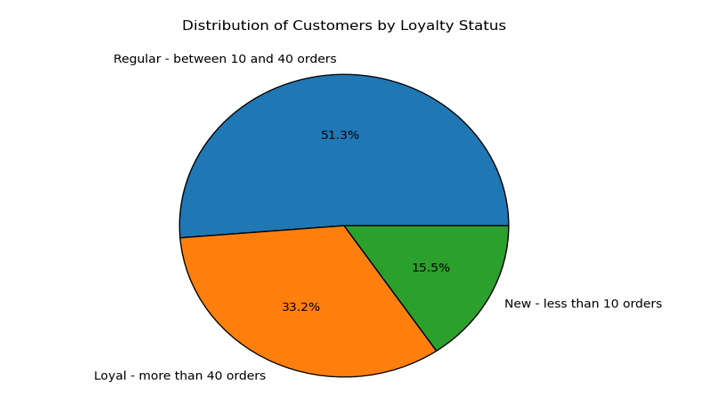 Distribution of Customers by Loyalty Status
Regular - between 10 and 40 orders
51.3%
15.5%
New - less than 10 orders
33.2%
Loyal - more than 40 orders